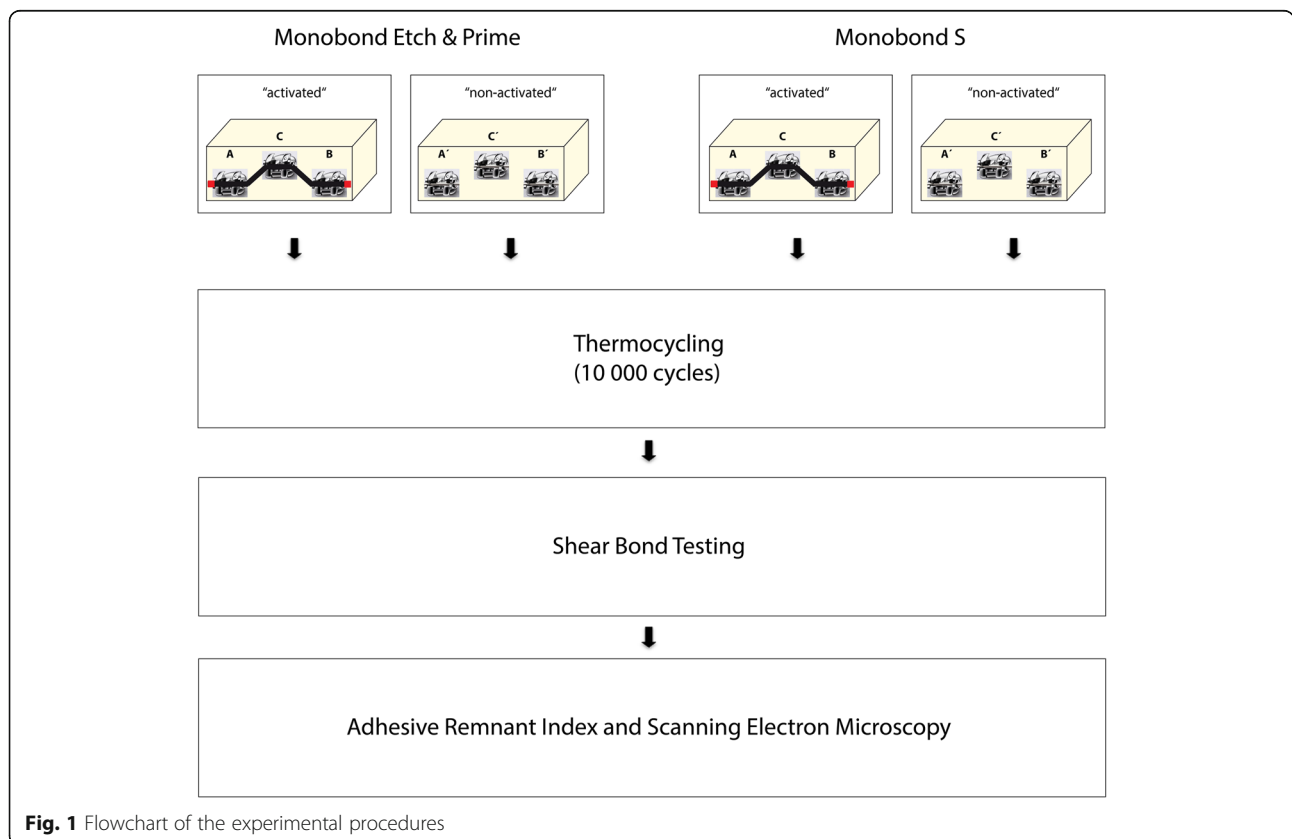 Monobond Etch & Prime Monobond S
“activated“ “non-activated“ “activated“ “non-activated“
C C´ C C´
A B A´ B´ A B A´ B´
Thermocycling
(10 000 cycles)
Shear Bond Testing
Adhesive Remnant Index and Scanning Electron Microscopy
Fig. 1 Flowchart of the experimental procedures